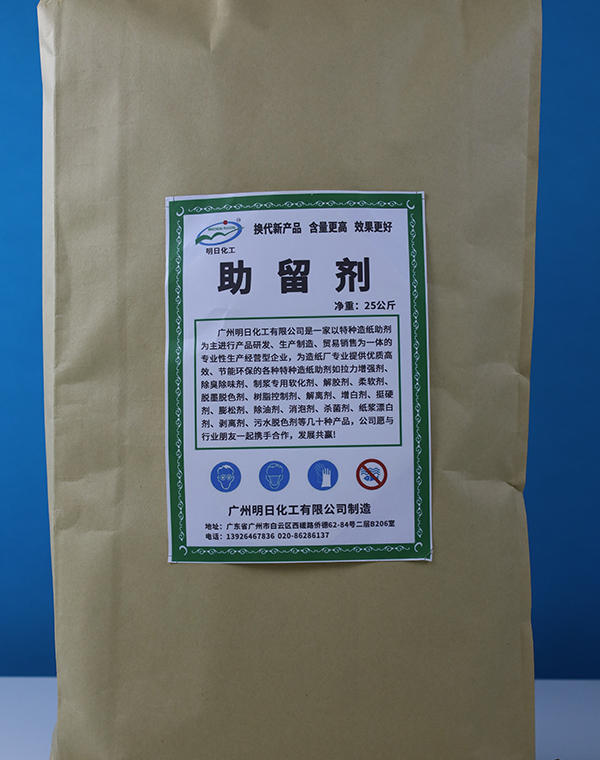 明日化工
换代新产品 含量更高 效果更好
助留剂
净重：25公斤
广州明日化工有限公司是一家以特种造纸助剂
为主进行产品研发、生产制造、贸易销售为一体的
专业性生产经营型企业，为造纸厂专业提供优质高
效、节能环保的各种特种造纸助剂如拉力增强剂、
除臭除味剂、制浆专用软化剂、解胶剂、柔软剂、
脱墨脱色剂、树脂控制剂、解离剂、增白剂、挺硬
剂、膨松剂、除油剂、消泡剂、杀菌剂、纸浆漂白
剂、剥离剂、污水脱色剂等几十种产品，公司愿与
行业朋友一起携手合作，发展共赢!
广州明日化工有限公司制造
地址：广东省广州市白云区西槎路侨德62-84号二层B206室
电话：13926467836 020-86286137